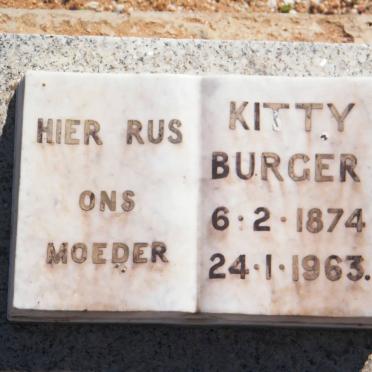 HIER RUS
ONS
MOEDER
KITTY
BURGER
6·2·1874
24·1·1963.